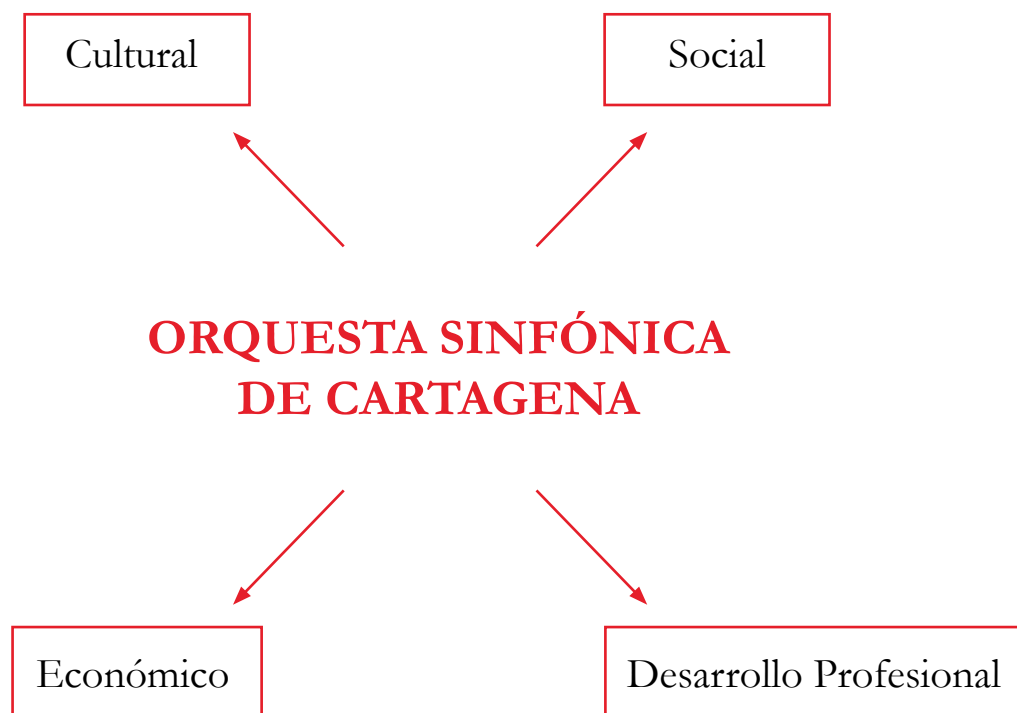 Cultural
Social
ORQUESTA SINFÓNICA
DE CARTAGENA
Económico
Desarrollo Profesional